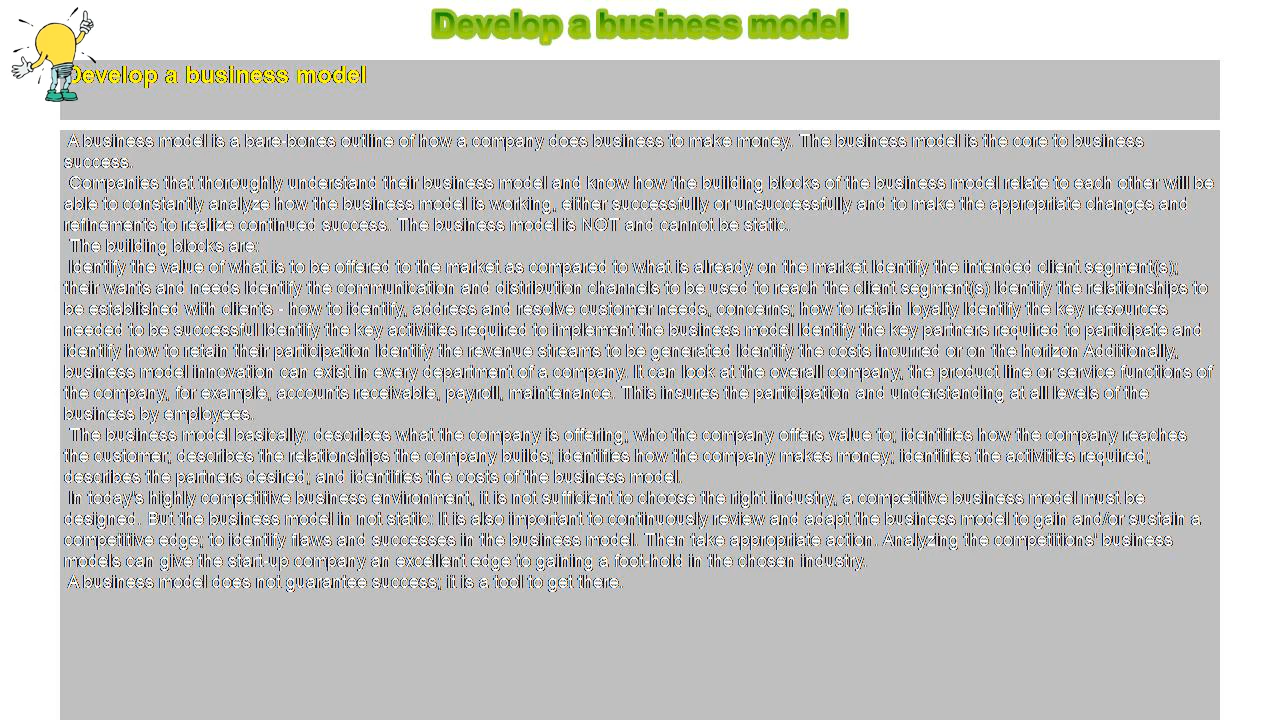 Develop a business model
Develop a business model
A business model is a bare-bones outline of how a company does business to make money. The business model is the core to business
success.
Companies that thoroughly understand their business model and know how the building blocks of the business model relate to each other will be
able to constantly analyze how the business model is working, either successfully or unsuccessfully and to make the appropriate changes and
refinements to realize continued success. The business model is NOT and cannot be static.
The building blocks are:
Identify the value of what is to be offered to the market as compared to what is already on the market Identify the intended client segment(s);
their wants and needs Identify the communication and distribution channels to be used to reach the client segment(s) Identify the relationships to
be established with clients - how to identify, address and resolve customer needs, concerns; how to retain loyalty Identify the key resources
needed to be successful Identify the key activities required to implement the business model Identify the key partners required to participate and
identify how to retain their participation Identify the revenue streams to be generated Identify the costs incurred or on the horizon Additionally,
business model innovation can exist in every department of a company. It can look at the overall company, the product line or service functions of
the company, for example, accounts receivable, payroll, maintenance. This insures the participation and understanding at all levels of the
business by employees.
The business model basically: describes what the company is offering; who the company offers value to; identifies how the company reaches
the customer; describes the relationships the company builds; identifies how the company makes money; identifies the activities required;
describes the partners desired; and identifies the costs of the business model.
In today's highly competitive business environment, it is not sufficient to choose the right industry, a competitive business model must be
designed. But the business model in not static: It is also important to continuously review and adapt the business model to gain and/or sustain a
competitive edge; to identify flaws and successes in the business model. Then take appropriate action. Analyzing the competitions' business
models can give the start-up company an excellent edge to gaining a foot-hold in the chosen industry.
A business model does not guarantee success; it is a tool to get there.